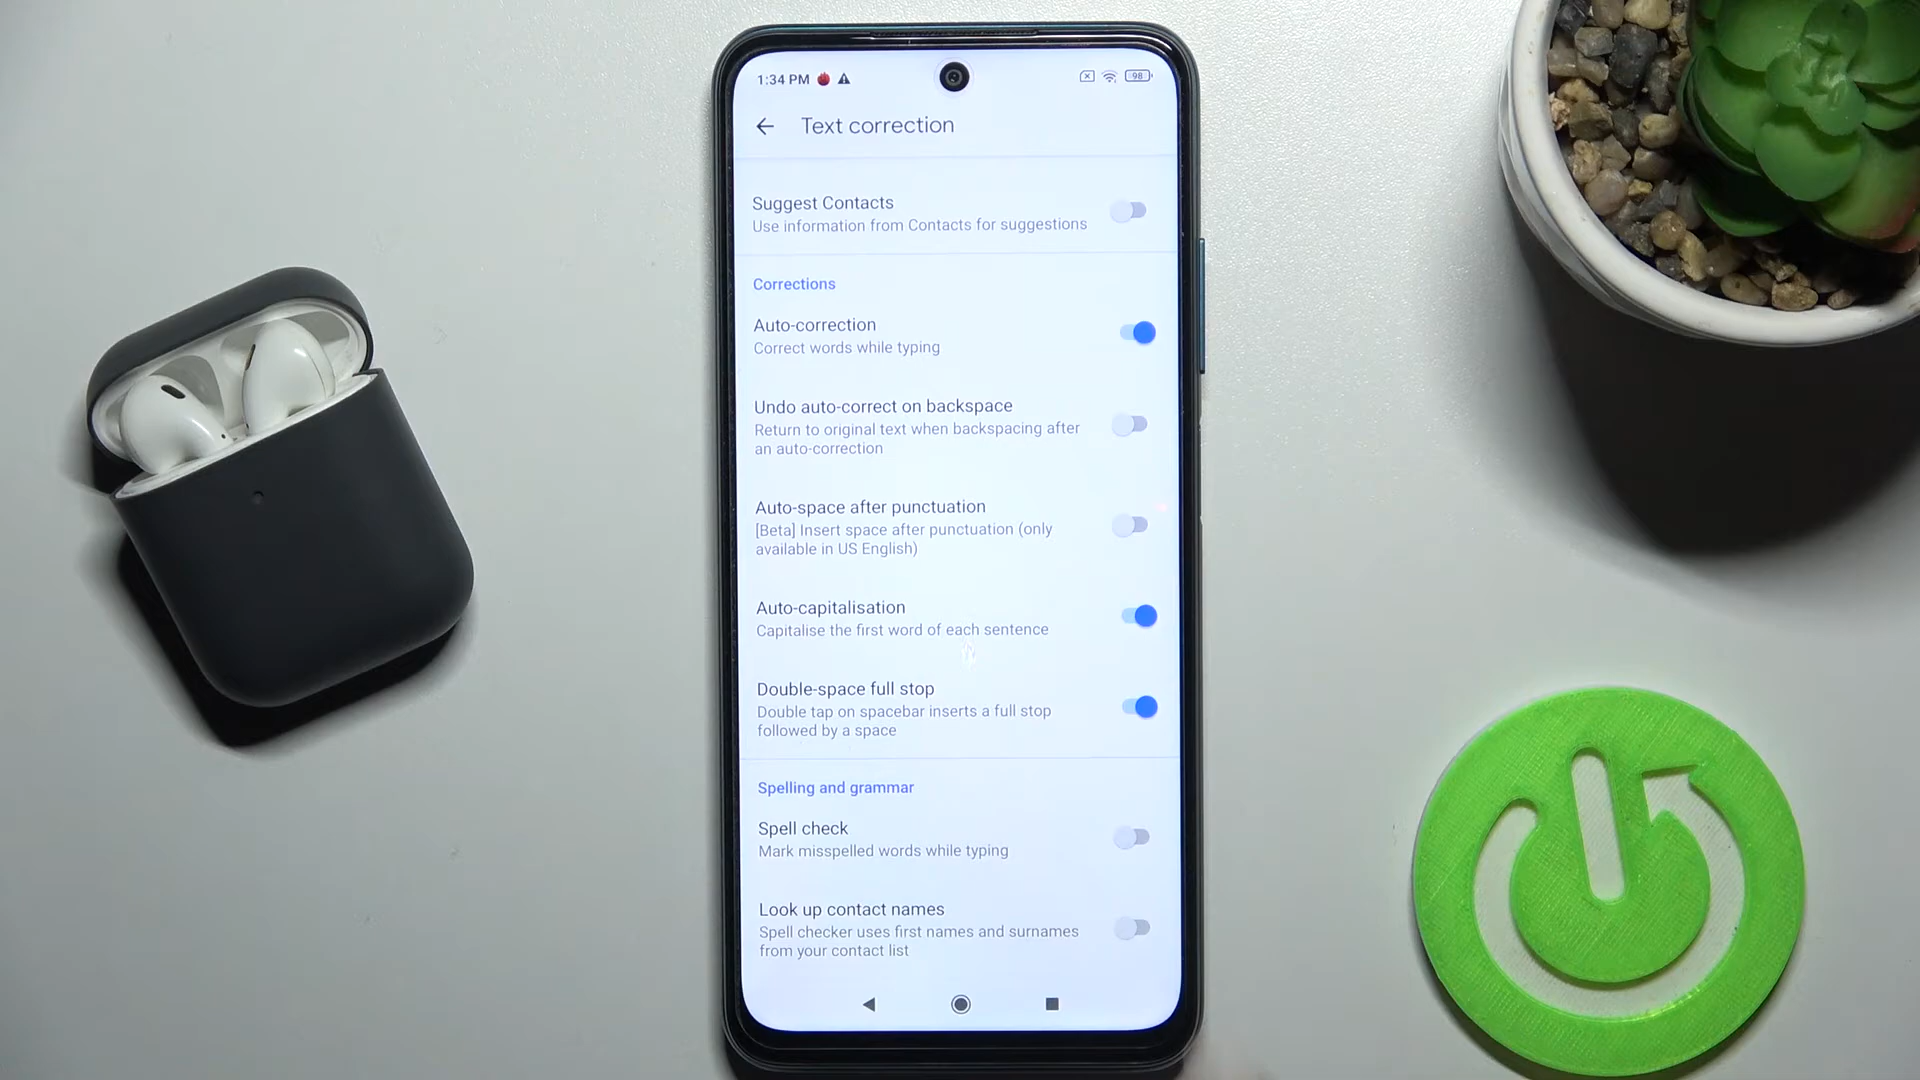 1:34 PM
98
Text correction
Suggest Contacts
Use information from Contacts for suggestions
Corrections
Auto-correction
Correct words while typing
Undo auto-correct on backspace
Return to original text when backspacing after
an auto-correction
Auto-space after punctuation
[Beta] Insert space after punctuation (only
available in US English)
Auto-capitalisation
Capitalise the first word of each sentence
Double-space full stop
Double tap on spacebar inserts a full stop
followed by a space
Spelling and grammar
Spell check
Mark misspelled words while typing
Look up contact names
Spell checker uses first names and surnames
from your contact list